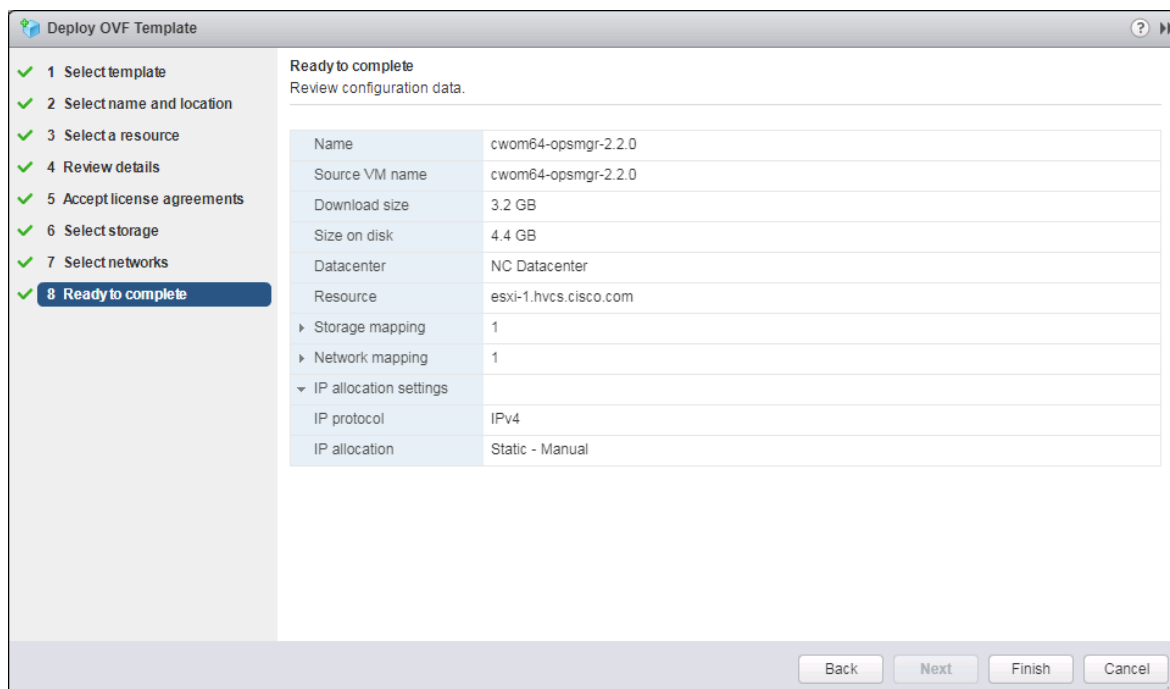 Deploy OVF Template
?
1 Select template
2 Select name and location
3 Select a resource
4 Review details
5 Accept license agreements
6 Select storage
7 Select networks
8 Ready to complete
Ready to complete
Review configuration data.
Name cwom64-opsmgr-2.2.0
Source VM name cwom64-opsmgr-2.2.0
Download size 3.2 GB
Size on disk 4.4 GB
Datacenter NC Datacenter
Resource esxi-1.hvcs.cisco.com
Storage mapping 1
Network mapping 1
IP allocation settings
IP protocol IPv4
IP allocation Static - Manual
Back Next Finish Cancel